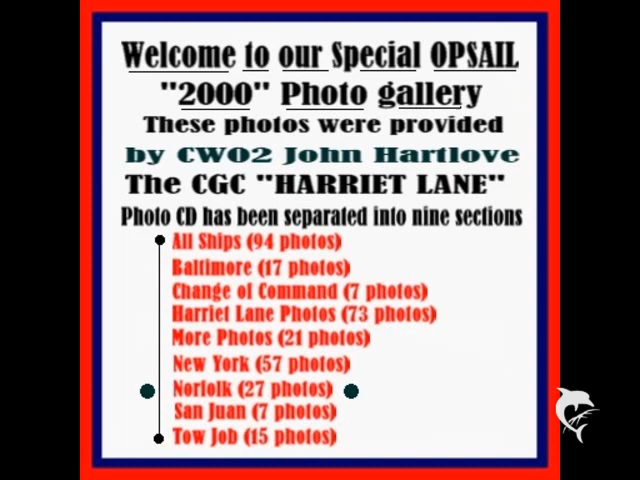 Welcome to our Special OPSAIL
"2000" Photo gallery
These photos were provided
by CWO2 John Hartlove
The CGC "HARRIET LANE"
Photo CD has been separated into nine sections
All Ships (94 photos)
Baltimore (17 photos)
Change of Command (7 photos)
Harriet Lane Photos (73 photos)
More Photos (21 photos)
New York (57 photos)
Norfolk (27 photos)
San Juan (7 photos)
Tow Job (15 photos)